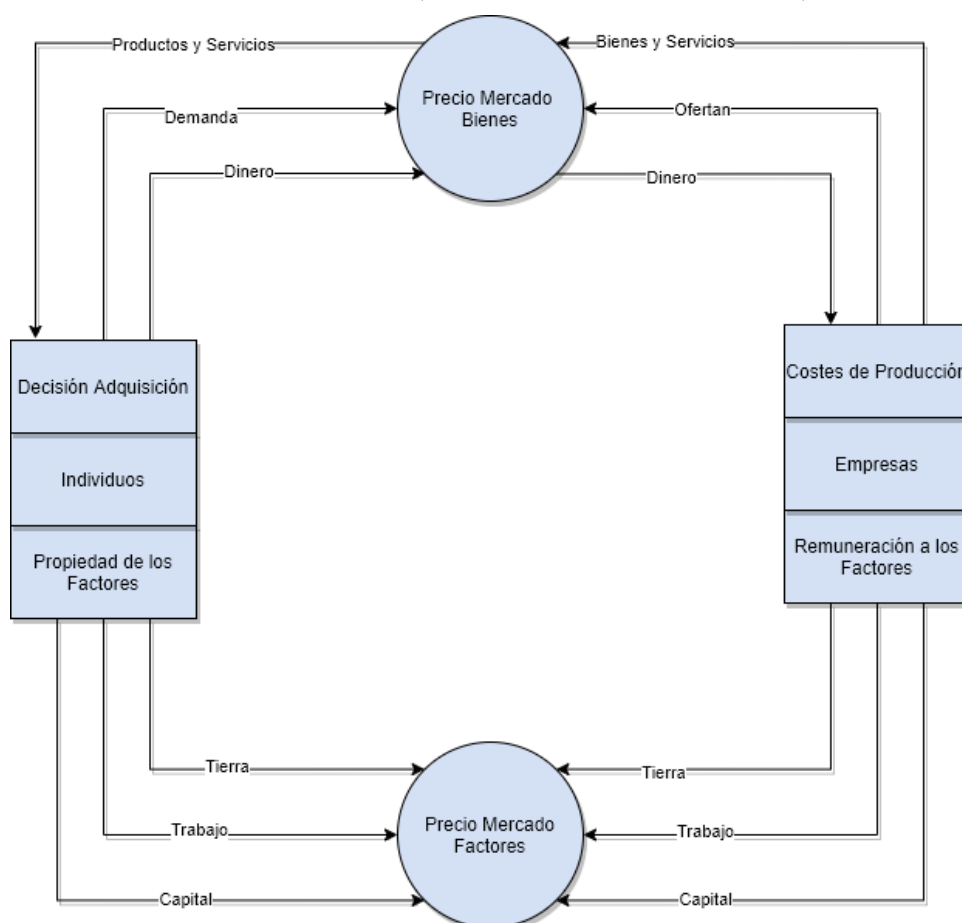 Productos y Servicios
Bienes y Servicios
Precio Mercado
Bienes
Demanda
Ofertan
Dinero
Dinero
Decisión Adquisición
Costes de Producción
Individuos
Empresas
Propiedad de los
Factores
Remuneración a los
Factores
Tierra
Tierra
Precio Mercado
Factores
Trabajo
Trabajo
Capital
Capital